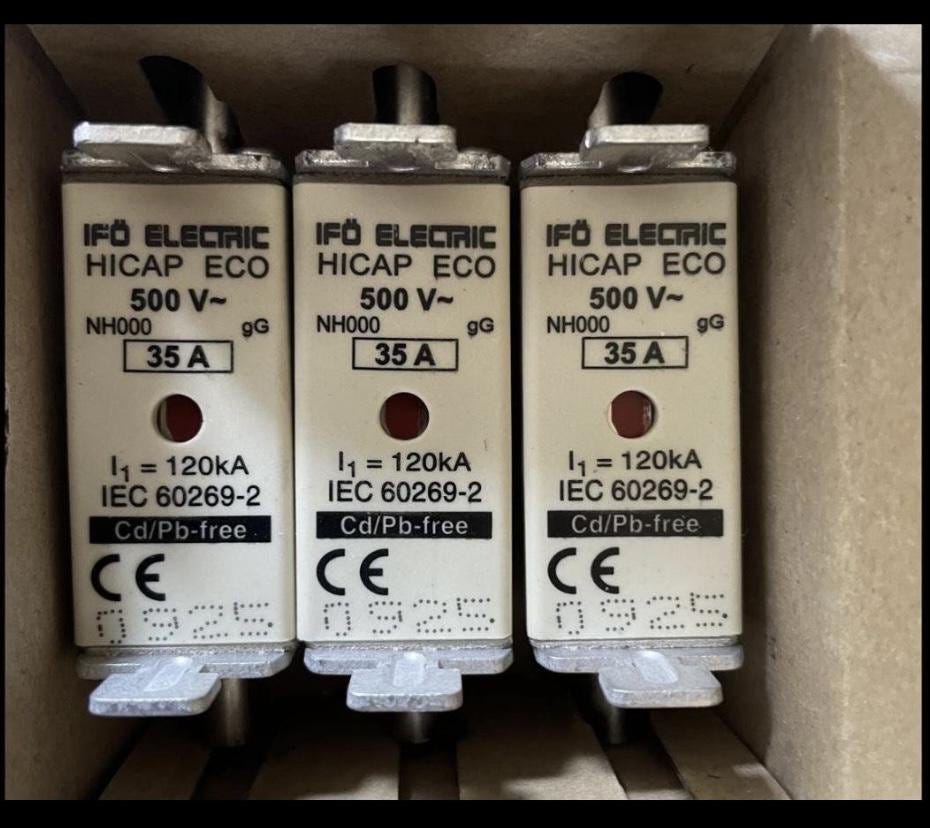 IFÖ ELECTRIC
HICAP ECO
500 V~
NH000 gG
35 A
I₁ = 120kA
IEC 60269-2
Cd/Pb-free
CE
0925
IFÖ ELECTRIC
HICAP ECO
500 V~
NH000 gG
35 A
I₁ = 120kA
IEC 60269-2
Cd/Pb-free
CE
0925
IFÖ ELECTRIC
HICAP ECO
500 V~
NH000 gG
35 A
I₁ = 120kA
IEC 60269-2
Cd/Pb-free
CE
0925